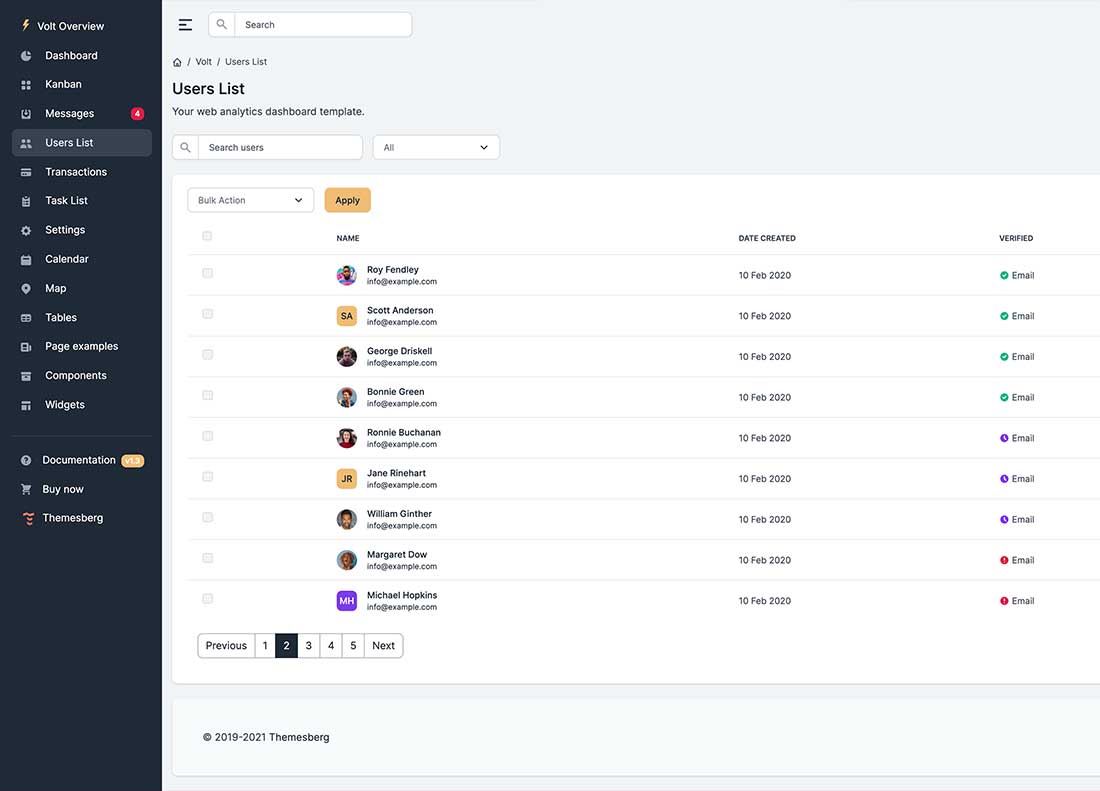 Volt Overview
Dashboard
Kanban
Messages 4
Users List
Transactions
Task List
Settings
Calendar
Map
Tables
Page examples
Components
Widgets
Documentation v1.3
Buy now
Themesberg
Search
/ Volt / Users List
Users List
Your web analytics dashboard template.
Search users All
Bulk Action Apply
NAME DATE CREATED VERIFIED
Roy Fendley
info@example.com
10 Feb 2020 Email
SA Scott Anderson
info@example.com
10 Feb 2020 Email
George Driskell
info@example.com
10 Feb 2020 Email
Bonnie Green
info@example.com
10 Feb 2020 Email
Ronnie Buchanan
info@example.com
10 Feb 2020 Email
JR Jane Rinehart
info@example.com
10 Feb 2020 Email
William Ginther
info@example.com
10 Feb 2020 Email
Margaret Dow
info@example.com
10 Feb 2020 Email
MH Michael Hopkins
info@example.com
10 Feb 2020 Email
Previous 1 2 3 4 5 Next
© 2019-2021 Themesberg